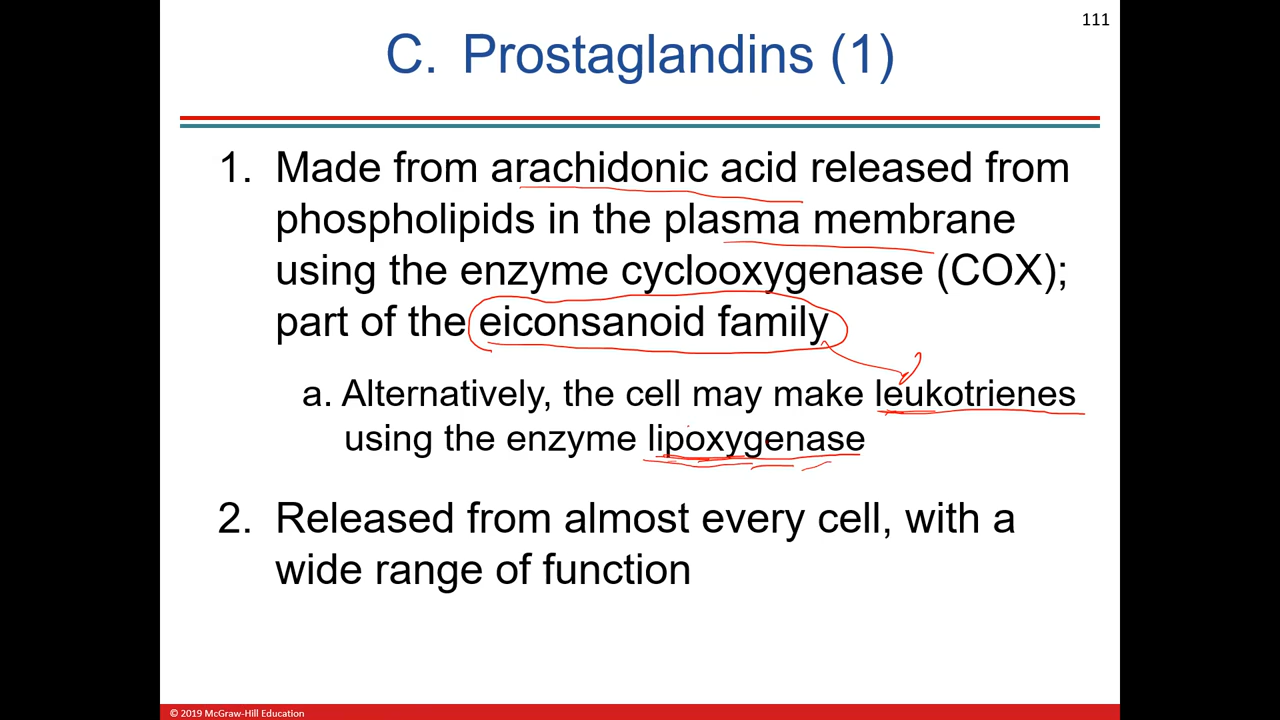 111
C. Prostaglandins (1)
1. Made from arachidonic acid released from
phospholipids in the plasma membrane
using the enzyme cyclooxygenase (COX);
part of the eiconsanoid family
a. Alternatively, the cell may make leukotrienes
using the enzyme lipoxygenase
2. Released from almost every cell, with a
wide range of function
© 2019 McGraw-Hill Education